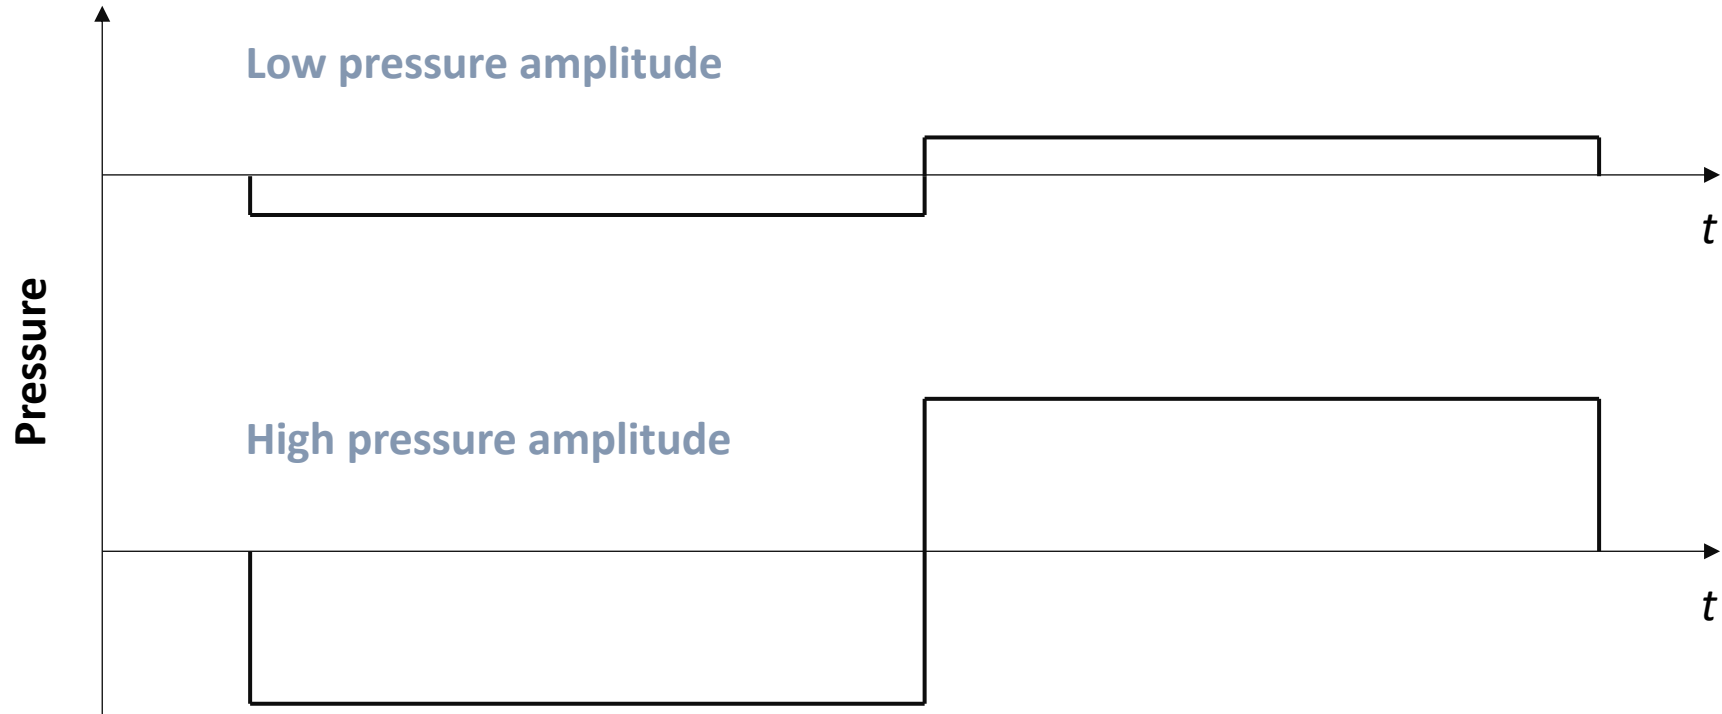 Low pressure amplitude
t
Pressure
High pressure amplitude
t